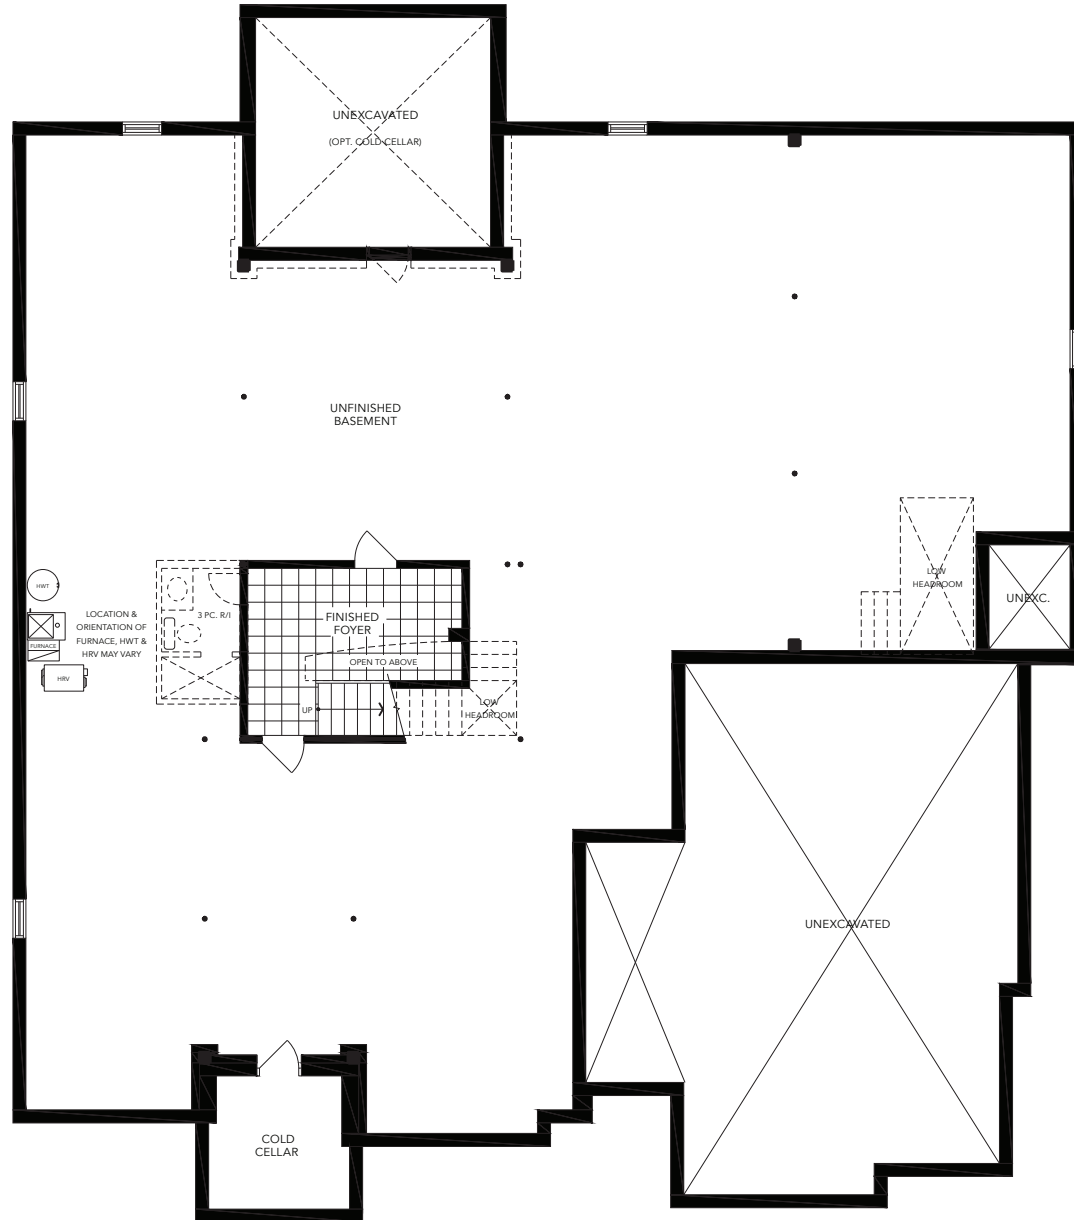 UNEXCAVATED
(OPT. COLD CELLAR)
UNFINISHED
BASEMENT
LOW
HEADROOM
UNEXC.
HWT
LOCATION &
ORIENTATION OF
FURNACE, HWT &
HRV MAY VARY
FURNACE
HRV
3 PC. R/I
FINISHED
FOYER
OPEN TO ABOVE
UP
LOW
HEADROOM
UNEXCAVATED
COLD
CELLAR